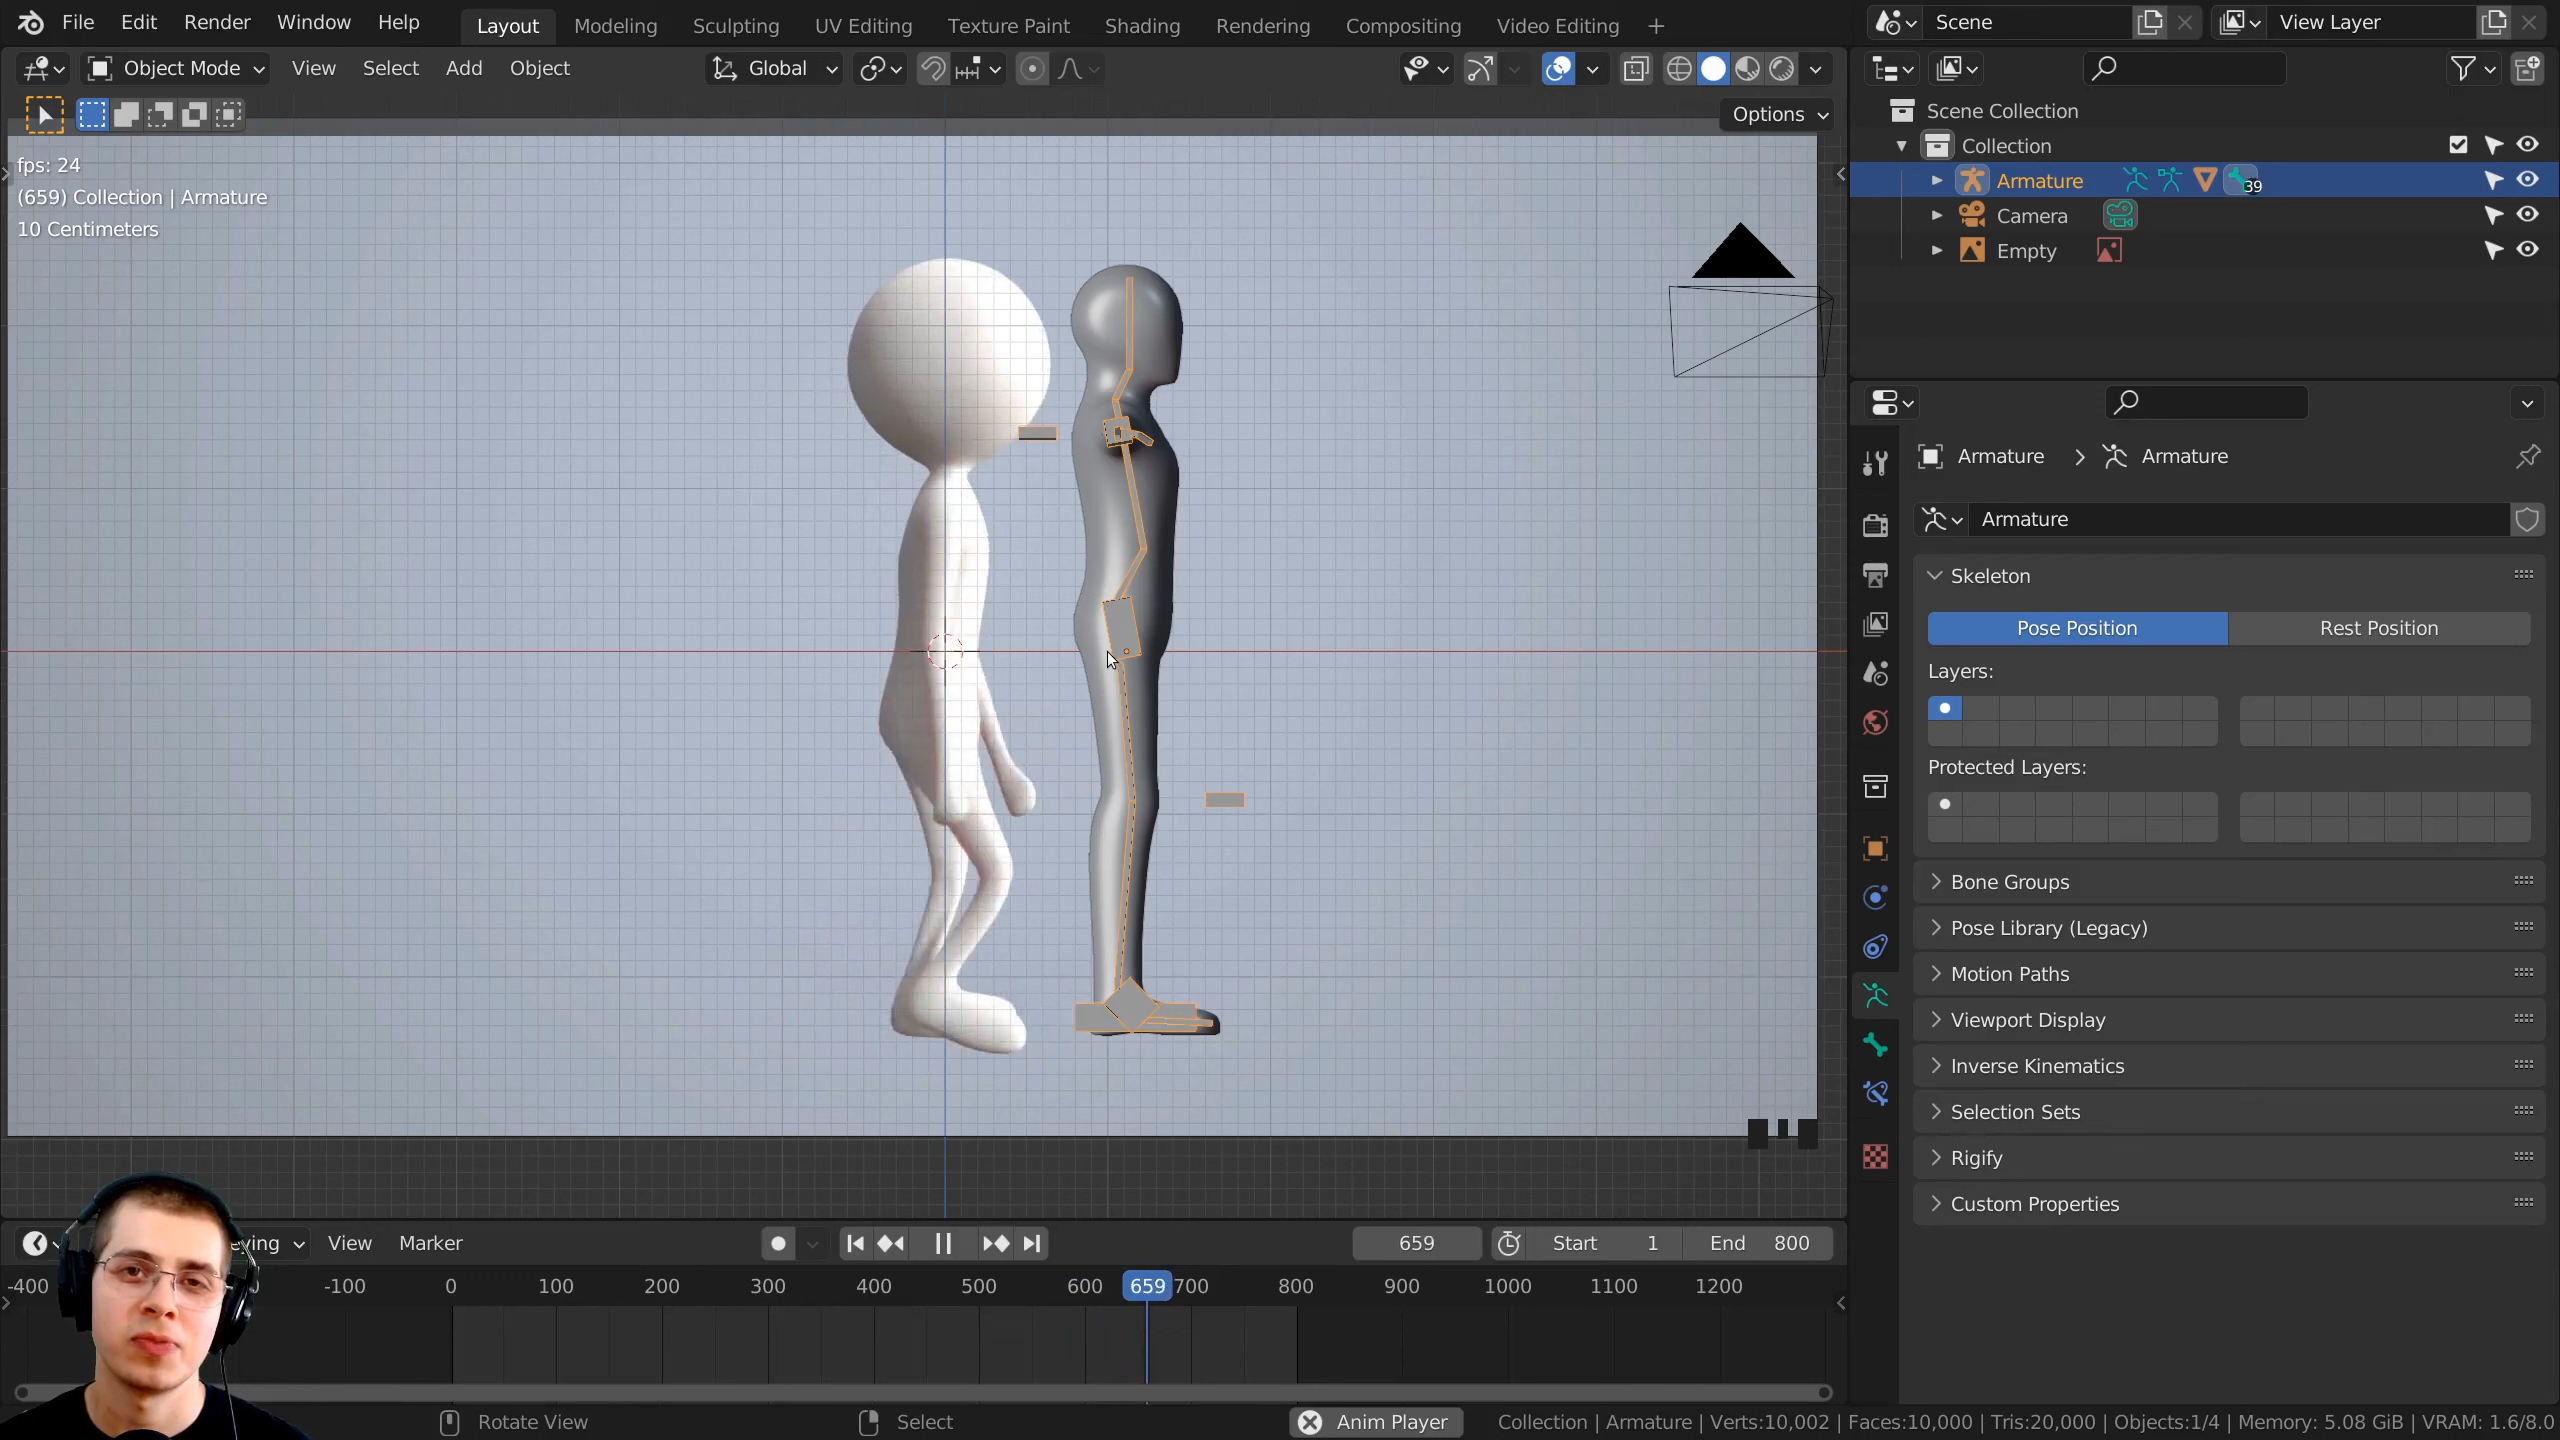 File Edit Render Window Help Layout Modeling Sculpting UV Editing Texture Paint Shading Rendering Compositing Video Editing + Scene View Layer
Object Mode View Select Add Object Global
Options
fps: 24
(659) Collection | Armature
10 Centimeters
Scene Collection
Collection
Armature 39
Camera
Empty
Armature > Armature
Armature
Skeleton
Pose Position Rest Position
Layers:
Protected Layers:
Bone Groups
Pose Library (Legacy)
Motion Paths
Viewport Display
Inverse Kinematics
Selection Sets
Rigify
Custom Properties
View Marker 659 Start 1 End 800
-400 -100 0 100 200 300 400 500 600 659 700 800 900 1000 1100 1200
Rotate View Select Anim Player Collection | Armature | Verts:10,002 | Faces:10,000 | Tris:20,000 | Objects:1/4 | Memory: 5.08 GiB | VRAM: 1.6/8.0